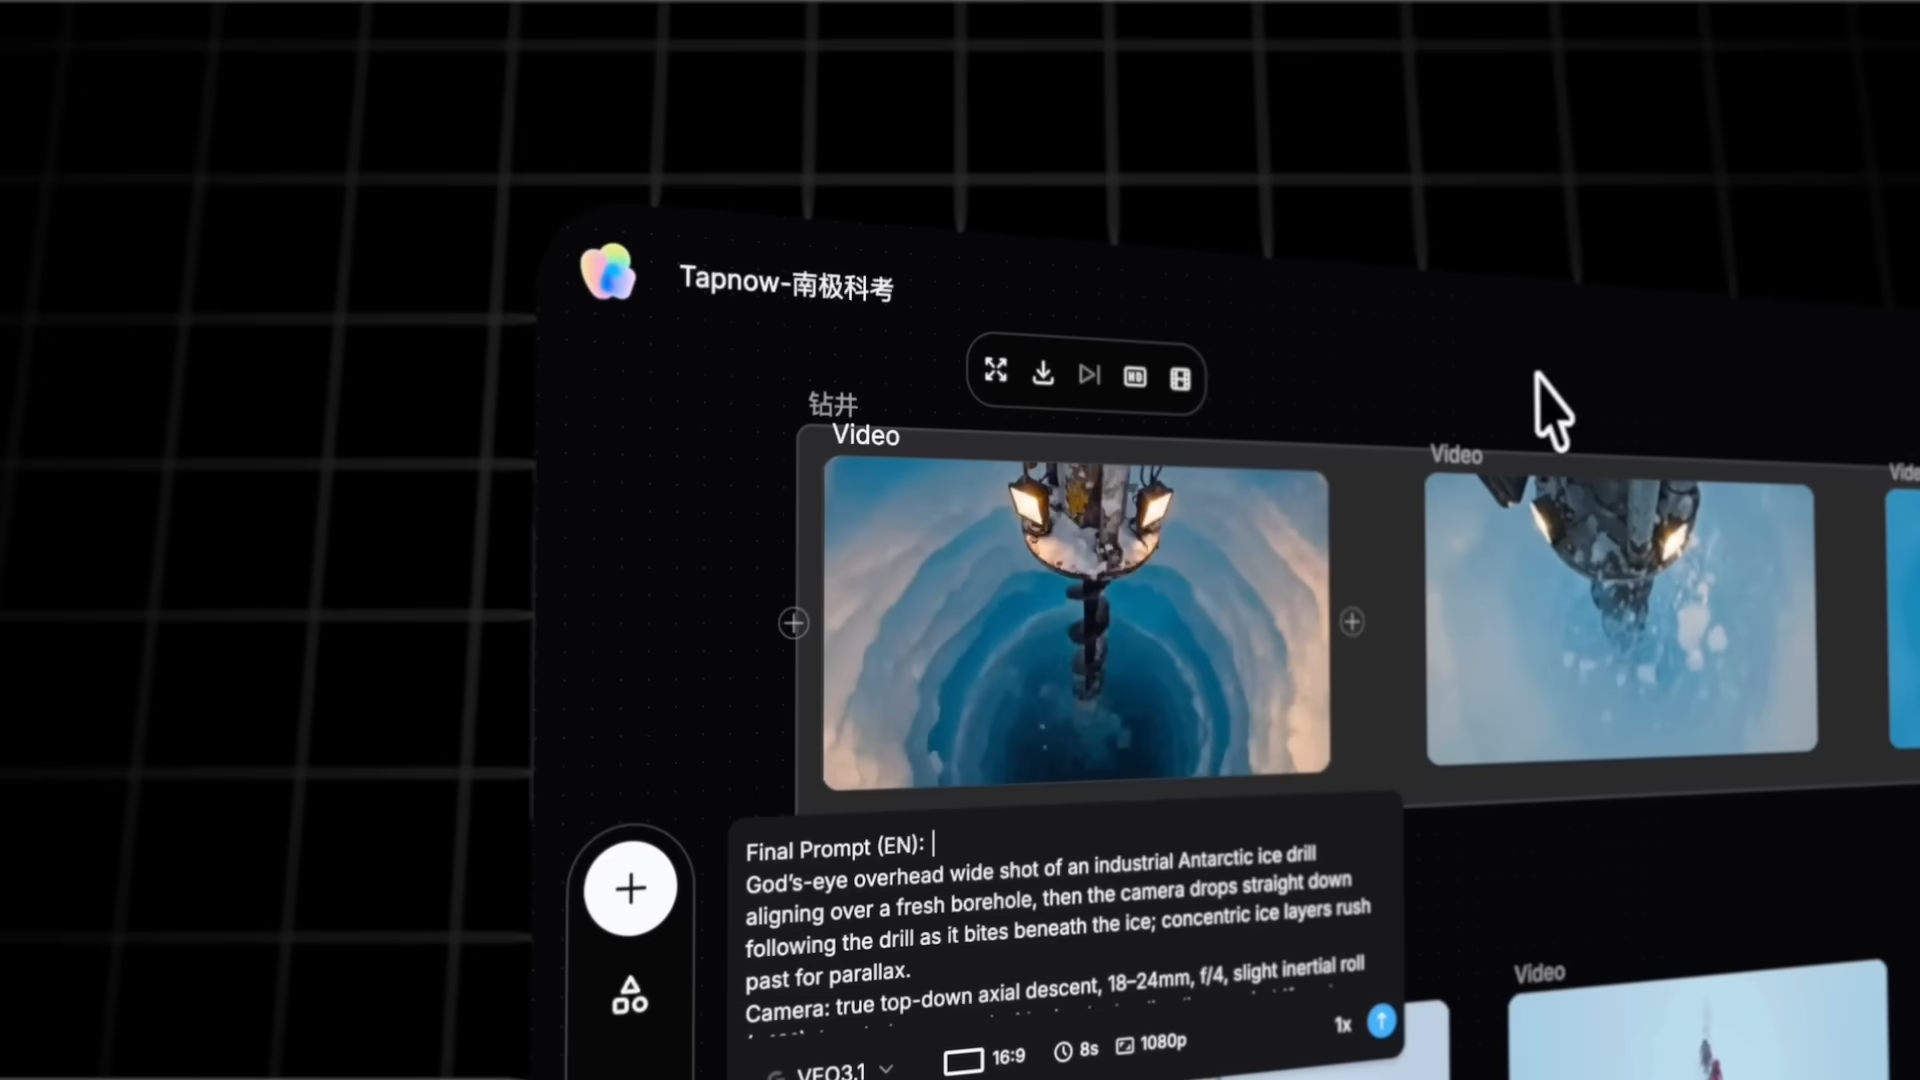 Tapnow-南极科考
HD
钻井
Video
Video
Final Prompt (EN):
God's-eye overhead wide shot of an industrial Antarctic ice drill
aligning over a fresh borehole, then the camera drops straight down
following the drill as it bites beneath the ice; concentric ice layers rush
past for parallax.
Camera: true top-down axial descent, 18–24mm, f/4, slight inertial roll
VEO3.1
16:9
8s
1080p
1x
Video